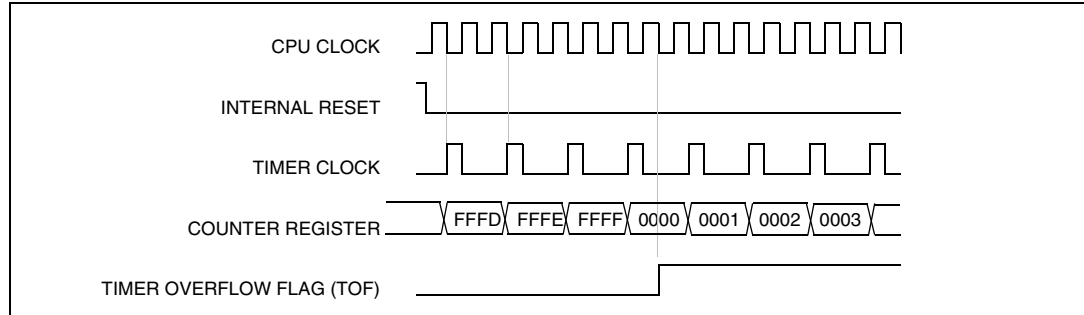 CPU CLOCK
INTERNAL RESET
TIMER CLOCK
COUNTER REGISTER FFFD FFFE FFFF 0000 0001 0002 0003
TIMER OVERFLOW FLAG (TOF)